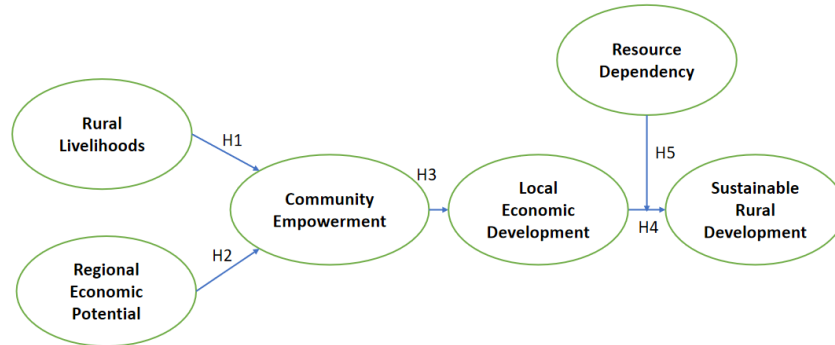 Resource
Dependency
Rural
Livelihoods
H1
H5
H3
Community
Empowerment
Local
Economic
Development
Sustainable
Rural
Development
H4
H2
Regional
Economic
Potential